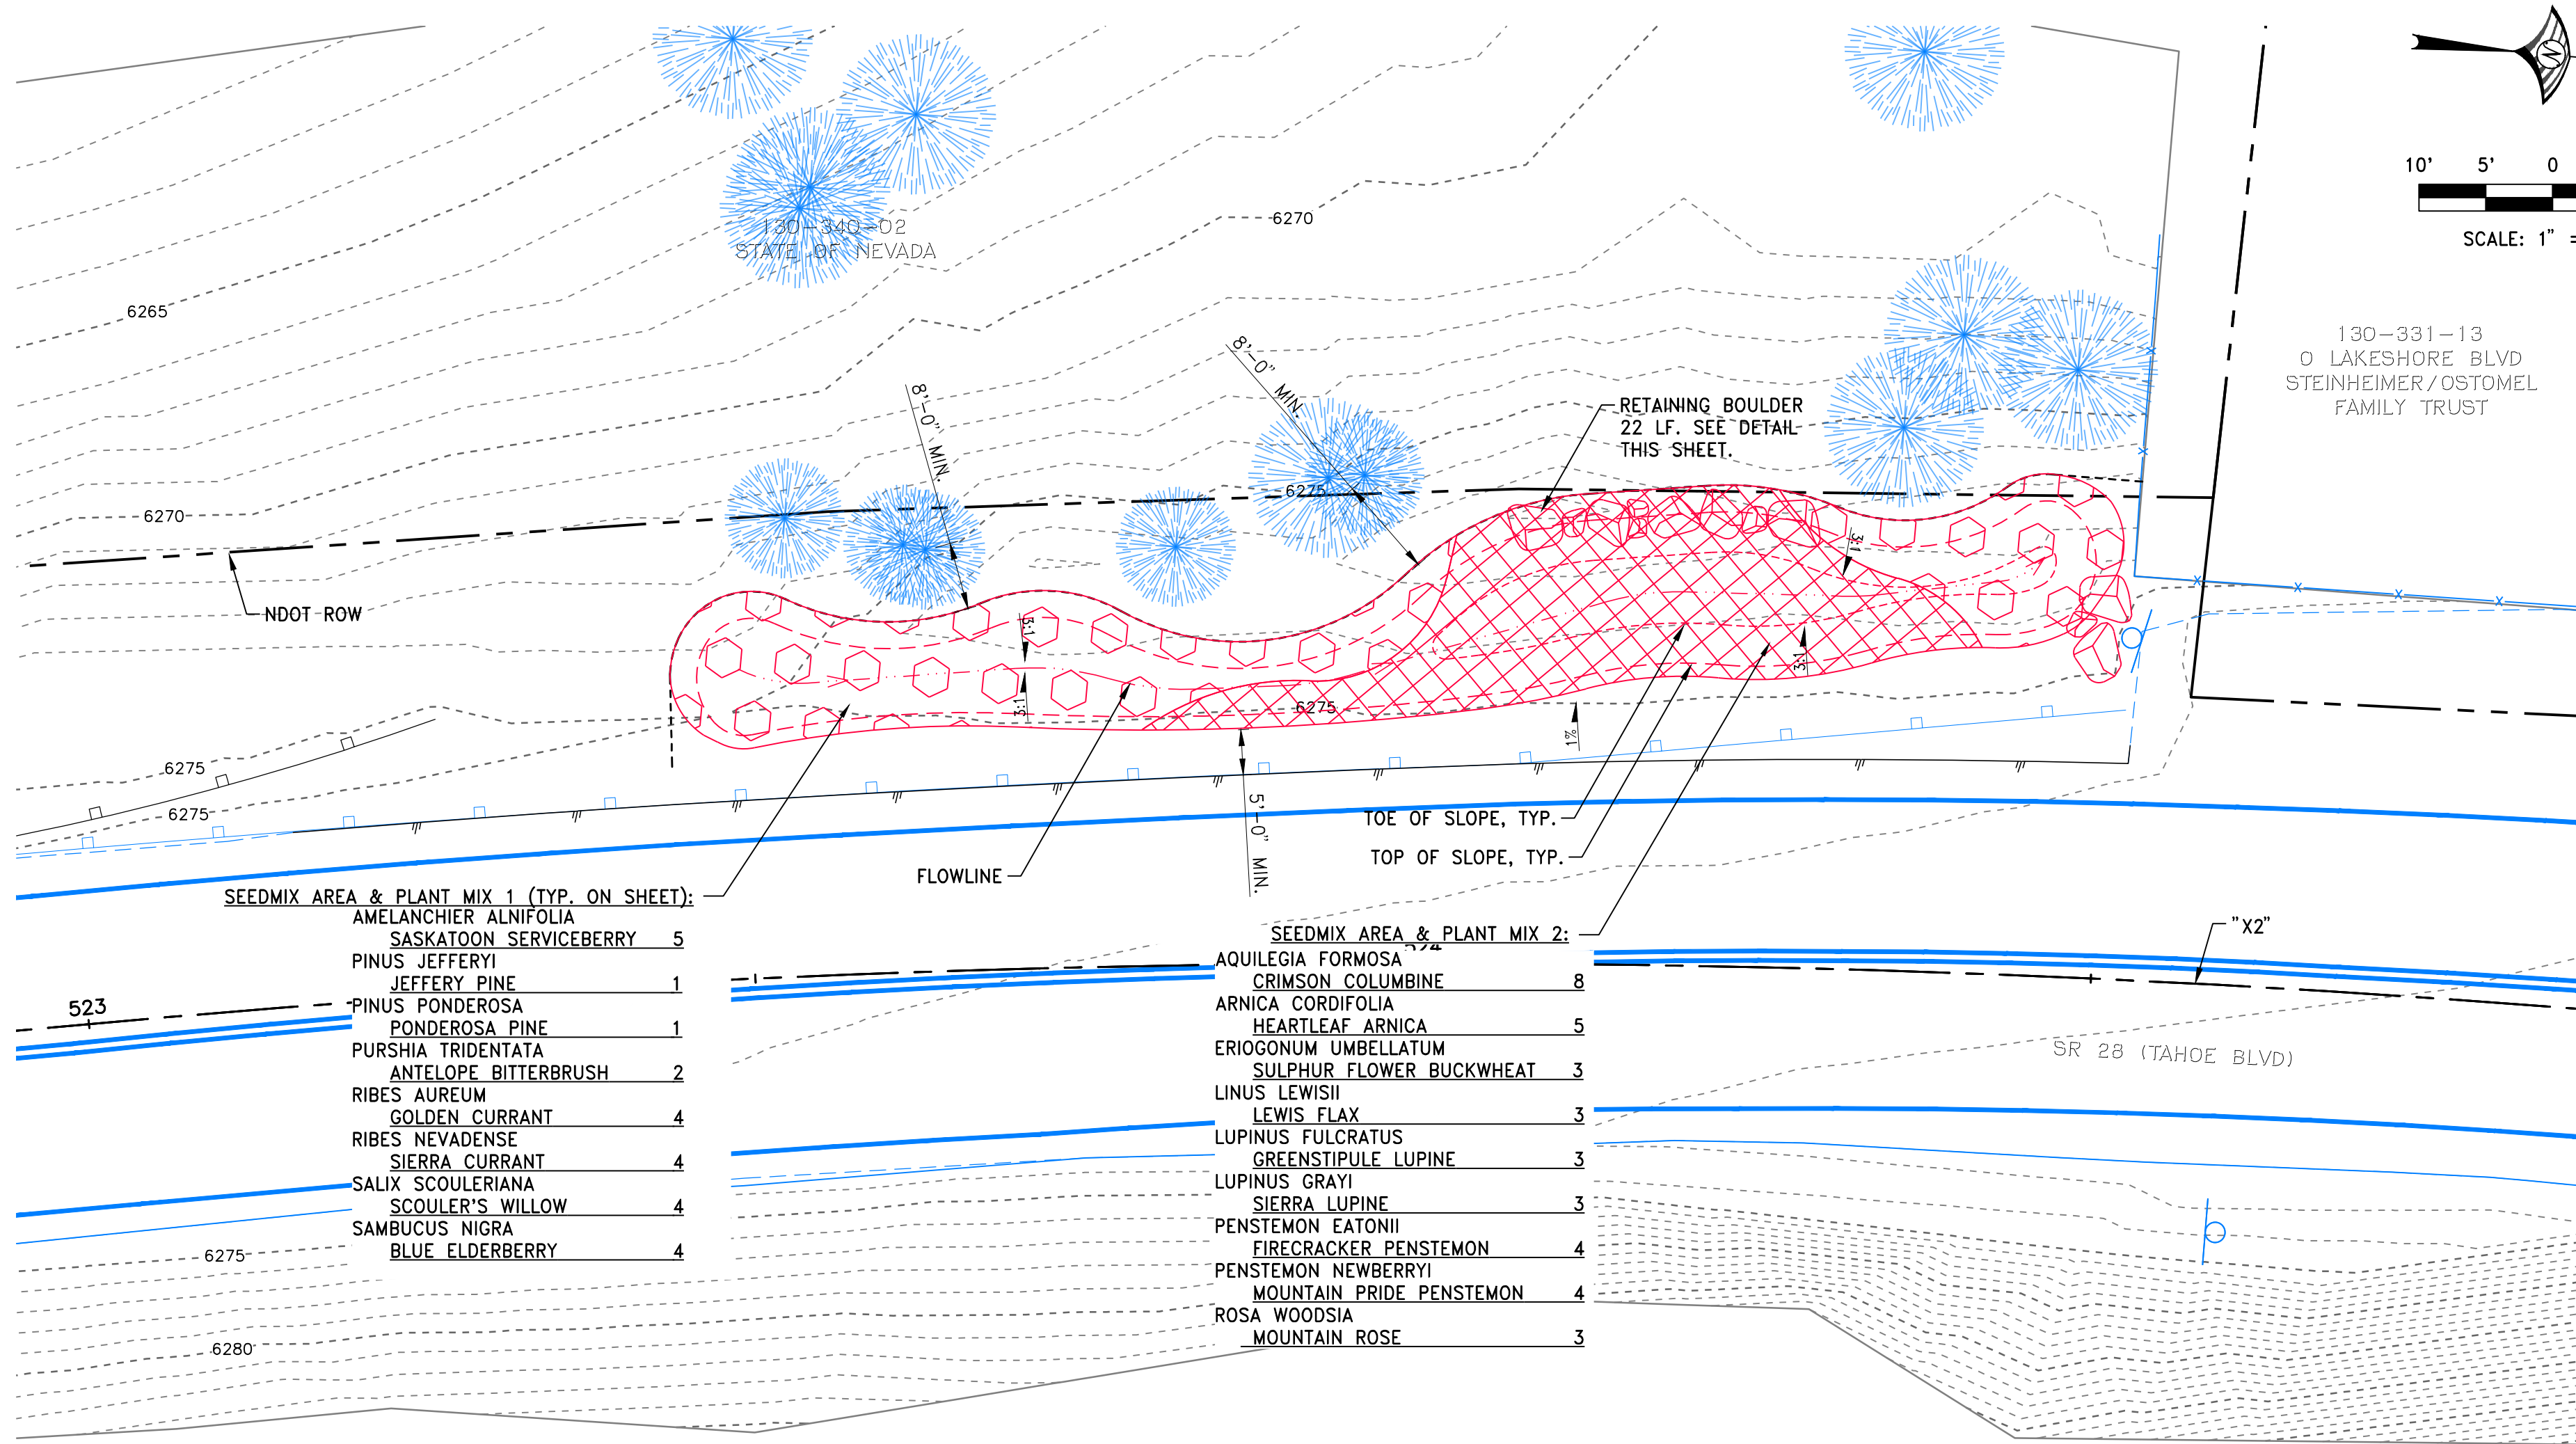 10' 5' 0
SCALE: 1" =
130-340-02
STATE OF NEVADA
6270
6265
130-331-13
0 LAKESHORE BLVD
STEINHEIMER/OSTOMEL
FAMILY TRUST
8'-0" MIN.
8'-0" MIN.
RETAINING BOULDER
22 LF. SEE DETAIL
THIS SHEET.
6275
6270
NDOT ROW
3:1
3:1
3:1
3:1
6275
1%
6275
6275
5'-0" MIN.
TOE OF SLOPE, TYP.
TOP OF SLOPE, TYP.
FLOWLINE
SEEDMIX AREA & PLANT MIX 1 (TYP. ON SHEET):
AMELANCHIER ALNIFOLIA
SASKATOON SERVICEBERRY 5
PINUS JEFFERYI
JEFFERY PINE 1
PINUS PONDEROSA
PONDEROSA PINE 1
PURSHIA TRIDENTATA
ANTELOPE BITTERBRUSH 2
RIBES AUREUM
GOLDEN CURRANT 4
RIBES NEVADENSE
SIERRA CURRANT 4
SALIX SCOULERIANA
SCOULER'S WILLOW 4
SAMBUCUS NIGRA
BLUE ELDERBERRY 4
SEEDMIX AREA & PLANT MIX 2:
AQUILEGIA FORMOSA
CRIMSON COLUMBINE 8
ARNICA CORDIFOLIA
HEARTLEAF ARNICA 5
ERIOGONUM UMBELLATUM
SULPHUR FLOWER BUCKWHEAT 3
LINUS LEWISII
LEWIS FLAX 3
LUPINUS FULCRATUS
GREENSTIPULE LUPINE 3
LUPINUS GRAYI
SIERRA LUPINE 3
PENSTEMON EATONII
FIRECRACKER PENSTEMON 4
PENSTEMON NEWBERRYI
MOUNTAIN PRIDE PENSTEMON 4
ROSA WOODSIA
MOUNTAIN ROSE 3
"X2"
523
SR 28 (TAHOE BLVD)
6275
6280
N